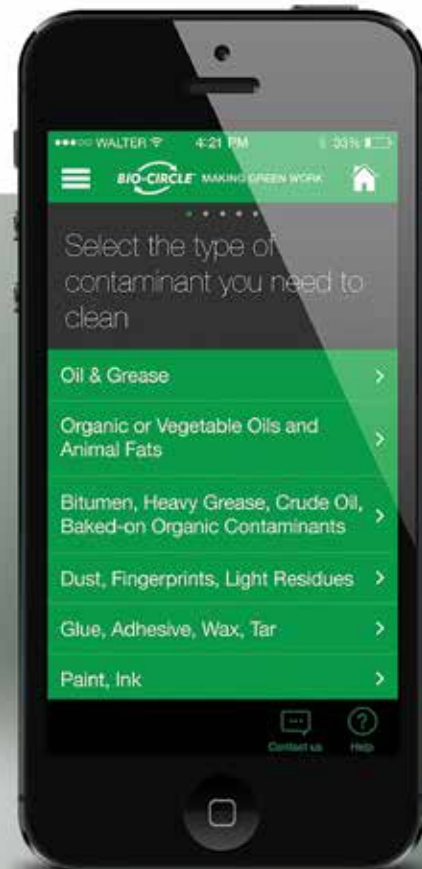 WALTER 4:21 PM 33%
BIO-CIRCLE MAKING GREEN WORK
Select the type of
contaminant you need to
clean
Oil & Grease
Organic or Vegetable Oils and
Animal Fats
Bitumen, Heavy Grease, Crude Oil,
Baked-on Organic Contaminants
Dust, Fingerprints, Light Residues
Glue, Adhesive, Wax, Tar
Paint, Ink
Contact us Help